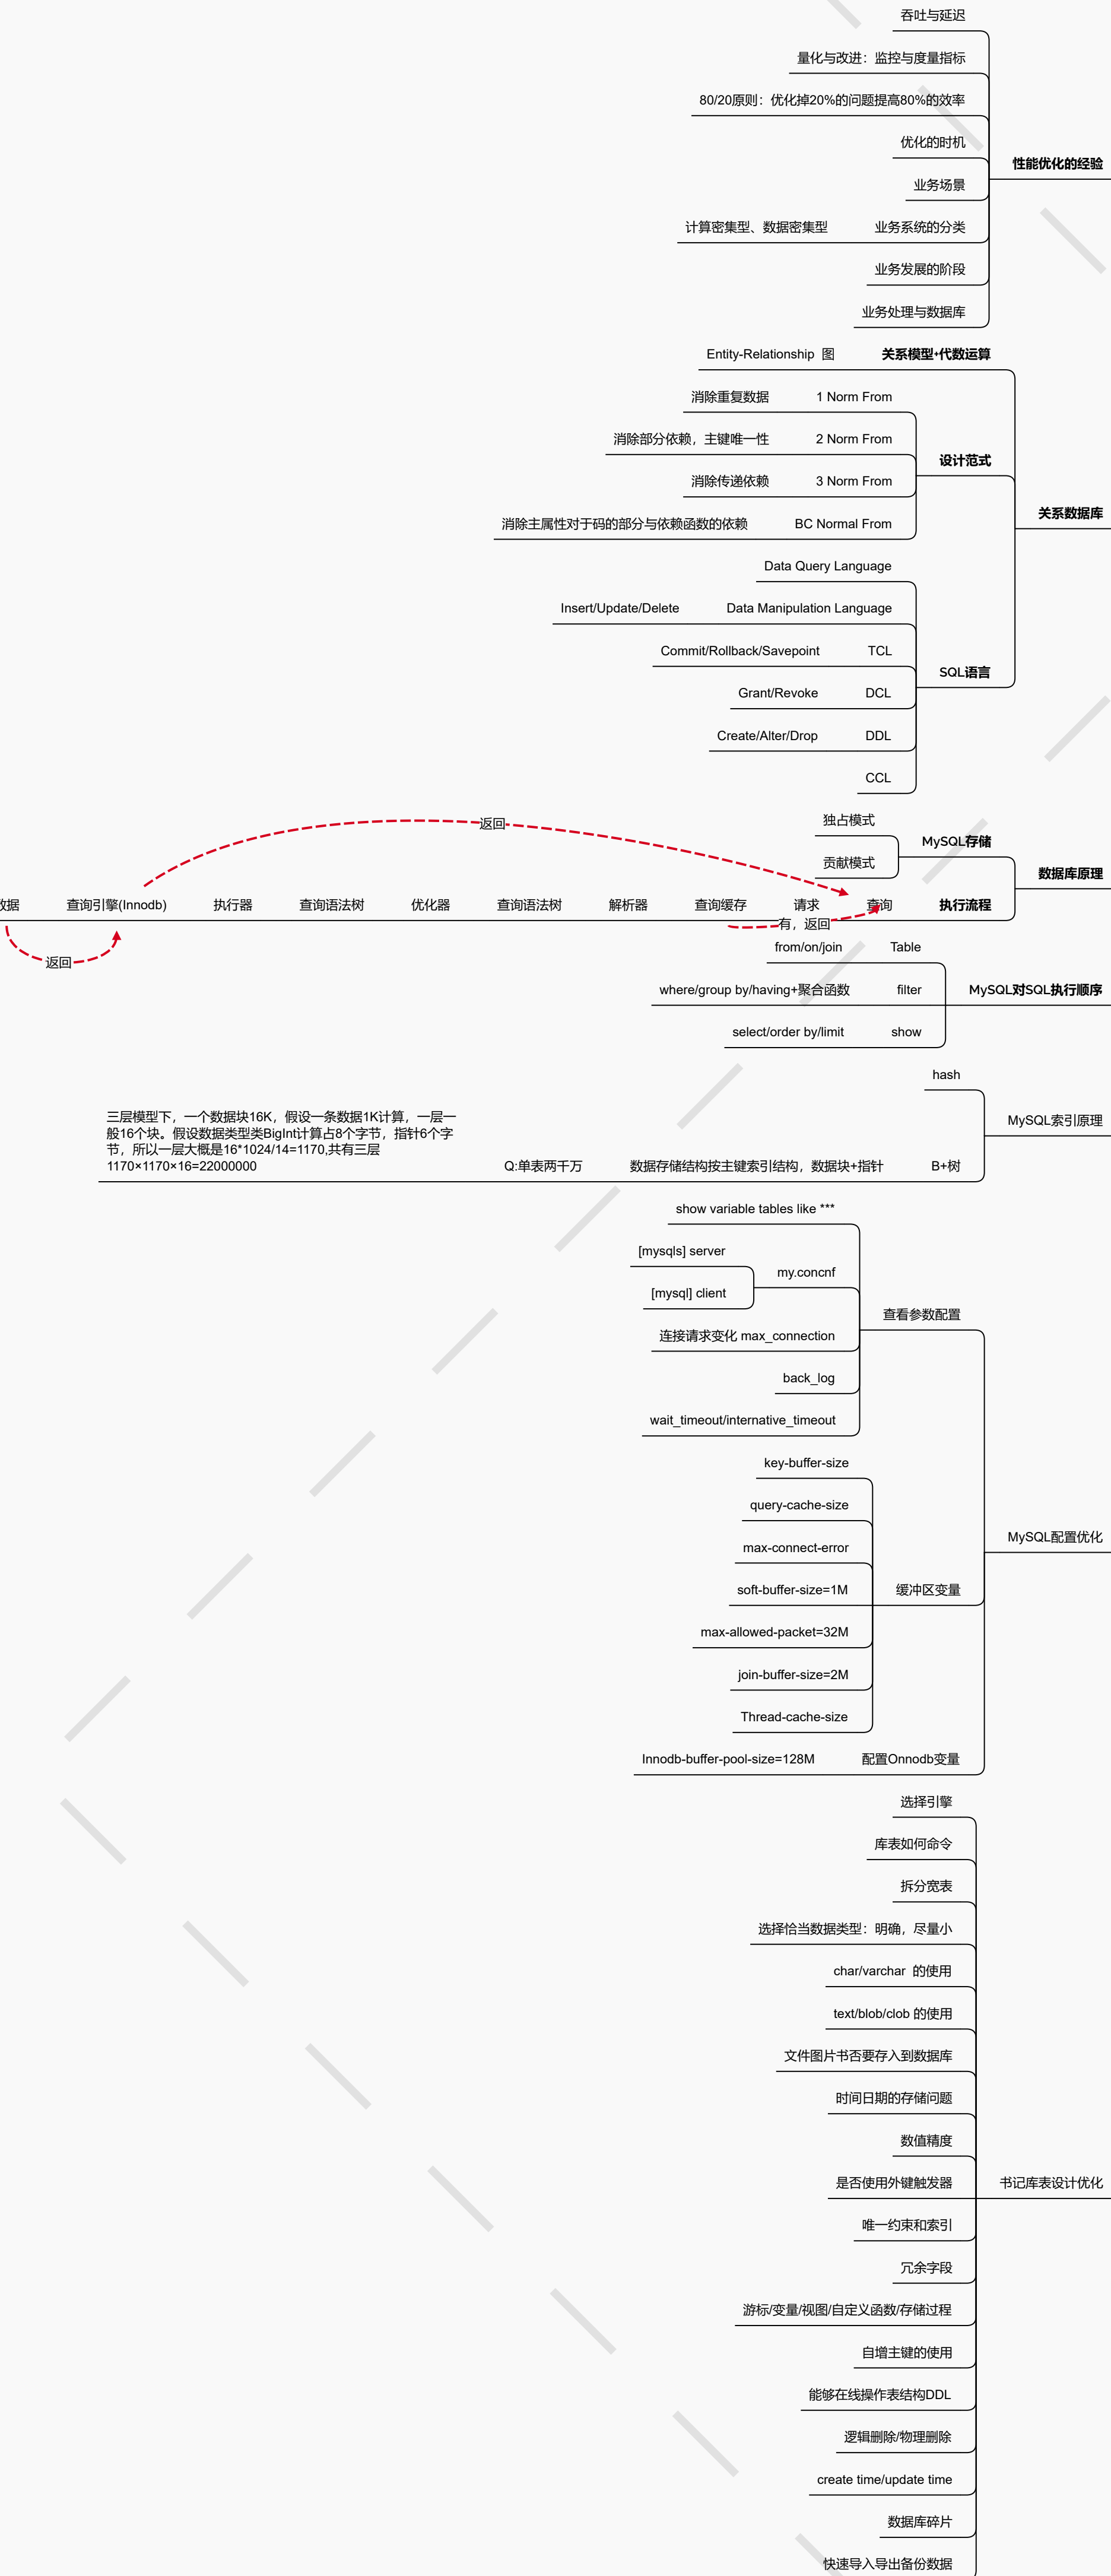 吞吐与延迟
量化与改进：监控与度量指标
80/20原则：优化掉20%的问题提高80%的效率
优化的时机
性能优化的经验
业务场景
计算密集型、数据密集型 业务系统的分类
业务发展的阶段
业务处理与数据库
Entity-Relationship 图 关系模型+代数运算
消除重复数据 1 Norm From
消除部分依赖，主键唯一性 2 Norm From
设计范式
消除传递依赖 3 Norm From
关系数据库
消除主属性对于码的部分与依赖函数的依赖 BC Normal From
Data Query Language
Insert/Update/Delete Data Manipulation Language
Commit/Rollback/Savepoint TCL
SQL语言
Grant/Revoke DCL
Create/Alter/Drop DDL
CCL
返回
独占模式
MySQL存储
贡献模式
数据库原理
数据 查询引擎(Innodb) 执行器 查询语法树 优化器 查询语法树 解析器 查询缓存 请求 查询 执行流程
有，返回
返回
from/on/join Table
where/group by/having+聚合函数 filter MySQL对SQL执行顺序
select/order by/limit show
hash
MySQL索引原理
三层模型下，一个数据块16K，假设一条数据1K计算，一层一
般16个块。假设数据类型类BigInt计算占8个字节，指针6个字
节，所以一层大概是16*1024/14=1170,共有三层
1170×1170×16=22000000 Q:单表两千万 数据存储结构按主键索引结构，数据块+指针 B+树
show variable tables like ***
[mysqls] server
my.concnf
[mysql] client
查看参数配置
连接请求变化 max_connection
back_log
wait_timeout/internative_timeout
key-buffer-size
query-cache-size
MySQL配置优化
max-connect-error
soft-buffer-size=1M 缓冲区变量
max-allowed-packet=32M
join-buffer-size=2M
Thread-cache-size
Innodb-buffer-pool-size=128M 配置Onnodb变量
选择引擎
库表如何命令
拆分宽表
选择恰当数据类型：明确，尽量小
char/varchar 的使用
text/blob/clob 的使用
文件图片书否要存入到数据库
时间日期的存储问题
数值精度
是否使用外键触发器 书记库表设计优化
唯一约束和索引
冗余字段
游标/变量/视图/自定义函数/存储过程
自增主键的使用
能够在线操作表结构DDL
逻辑删除/物理删除
create time/update time
数据库碎片
快速导入导出备份数据